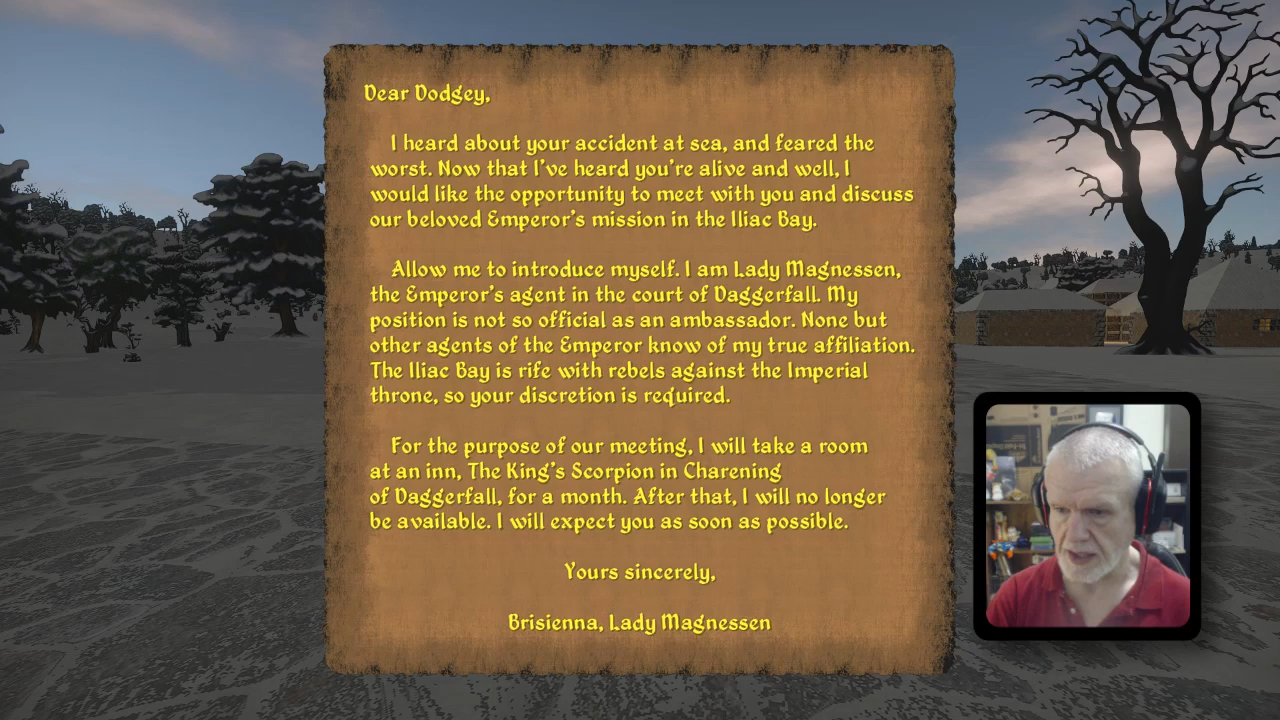 Dear Dodgey,
I heard about your accident at sea, and feared the
worst. Now that I've heard you're alive and well, I
would like the opportunity to meet with you and discuss
our beloved Emperor's mission in the Iliac Bay.
Allow me to introduce myself. I am Lady Magnessen,
the Emperor's agent in the court of Daggerfall. My
position is not so official as an ambassador. None but
other agents of the Emperor know of my true affiliation.
The Iliac Bay is rife with rebels against the Imperial
throne, so your discretion is required.
For the purpose of our meeting, I will take a room
at an inn, The King's Scorpion in Charening
of Daggerfall, for a month. After that, I will no longer
be available. I will expect you as soon as possible.
Yours sincerely,
Brisienna, Lady Magnessen